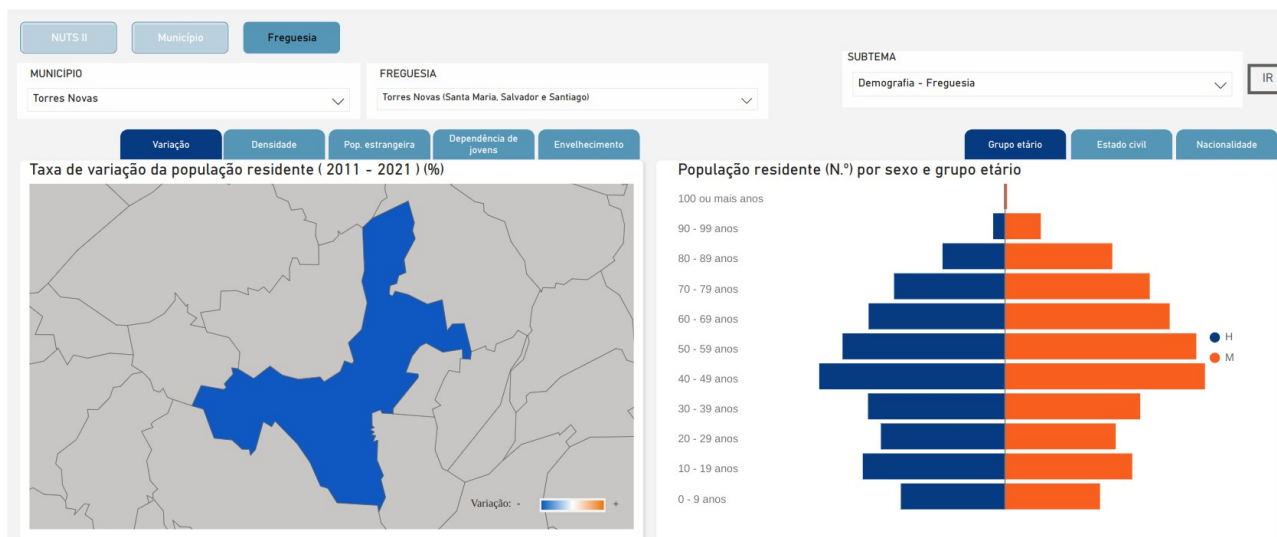 NUTS II
Município
Freguesia
MUNICÍPIO
Torres Novas
FREGUESIA
Torres Novas (Santa Maria, Salvador e Santiago)
SUBTEMA
Demografia - Freguesia
IR
Variação
Densidade
Pop. estrangeira
Dependência de
jovens
Envelhecimento
Grupo etário
Estado civil
Nacionalidade
Taxa de variação da população residente ( 2011 - 2021 ) (%)
Variação: - +
População residente (N.º) por sexo e grupo etário
100 ou mais anos
90 - 99 anos
80 - 89 anos
70 - 79 anos
60 - 69 anos
50 - 59 anos
40 - 49 anos
30 - 39 anos
20 - 29 anos
10 - 19 anos
0 - 9 anos
H
M